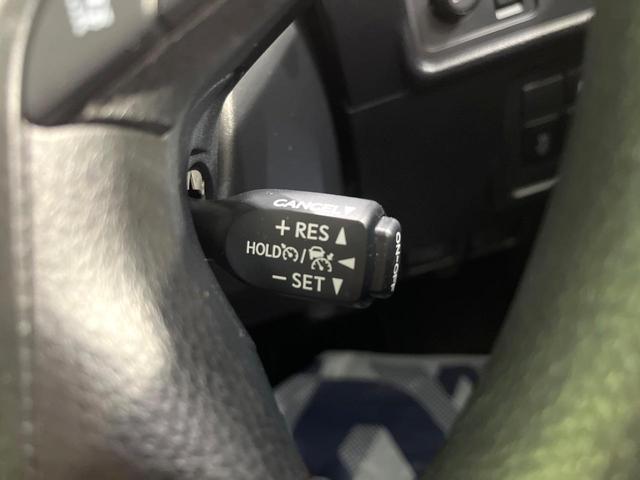 CANCEL
+ RES
HOLD /
− SET
ON-OFF